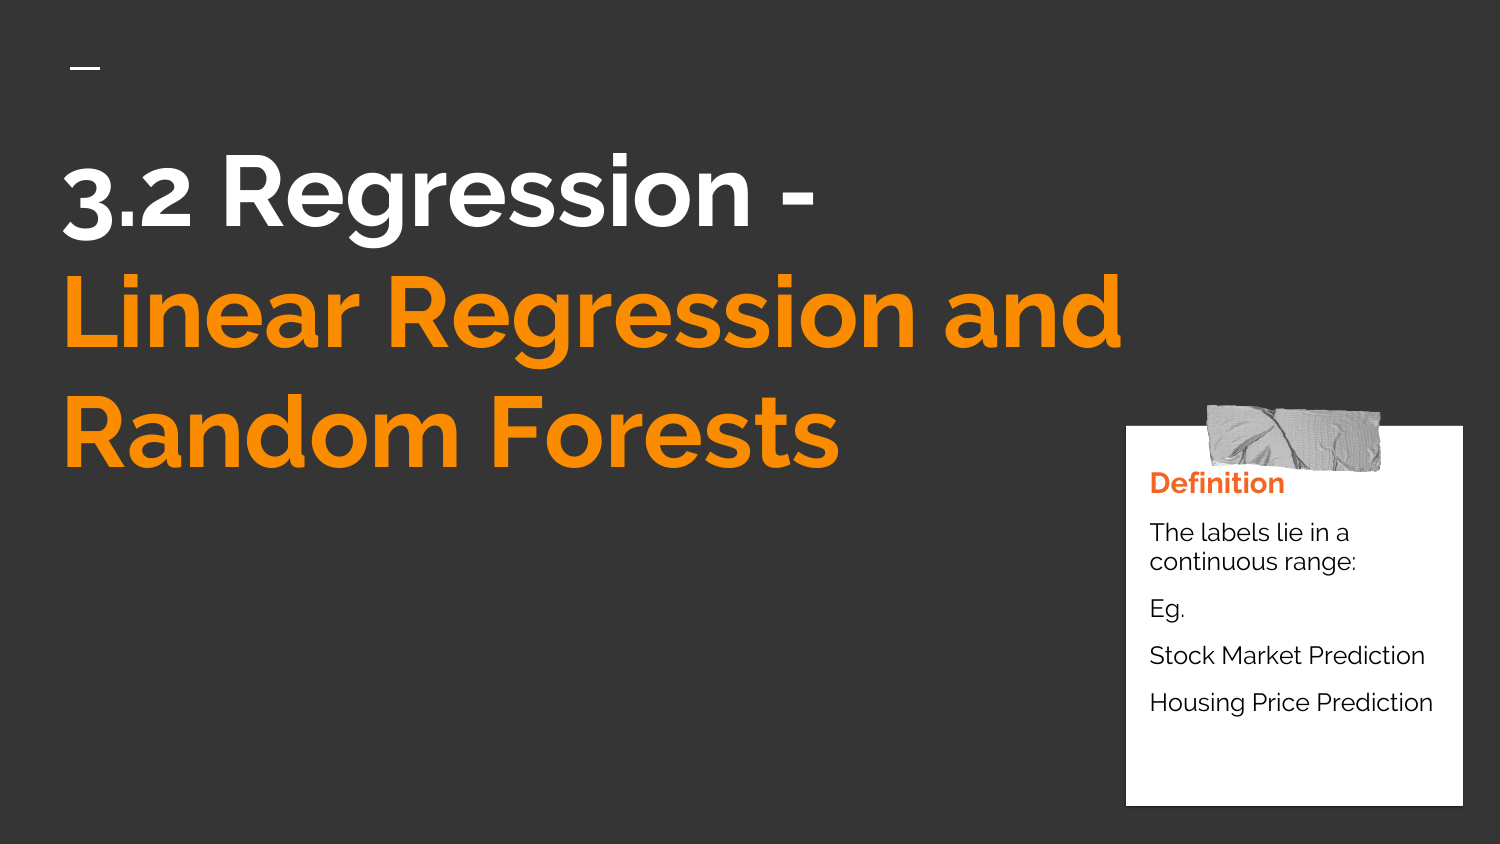 3.2 Regression -
Linear Regression and
Random Forests
Definition
The labels lie in a
continuous range:
Eg.
Stock Market Prediction
Housing Price Prediction